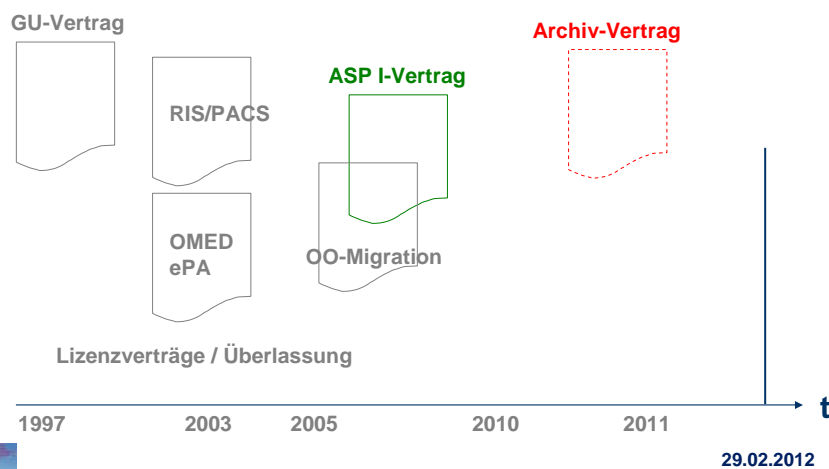 GU-Vertrag
Archiv-Vertrag
ASP I-Vertrag
RIS/PACS
OMED
ePA
OO-Migration
Lizenzverträge / Überlassung
t
1997
2003
2005
2010
2011
29.02.2012